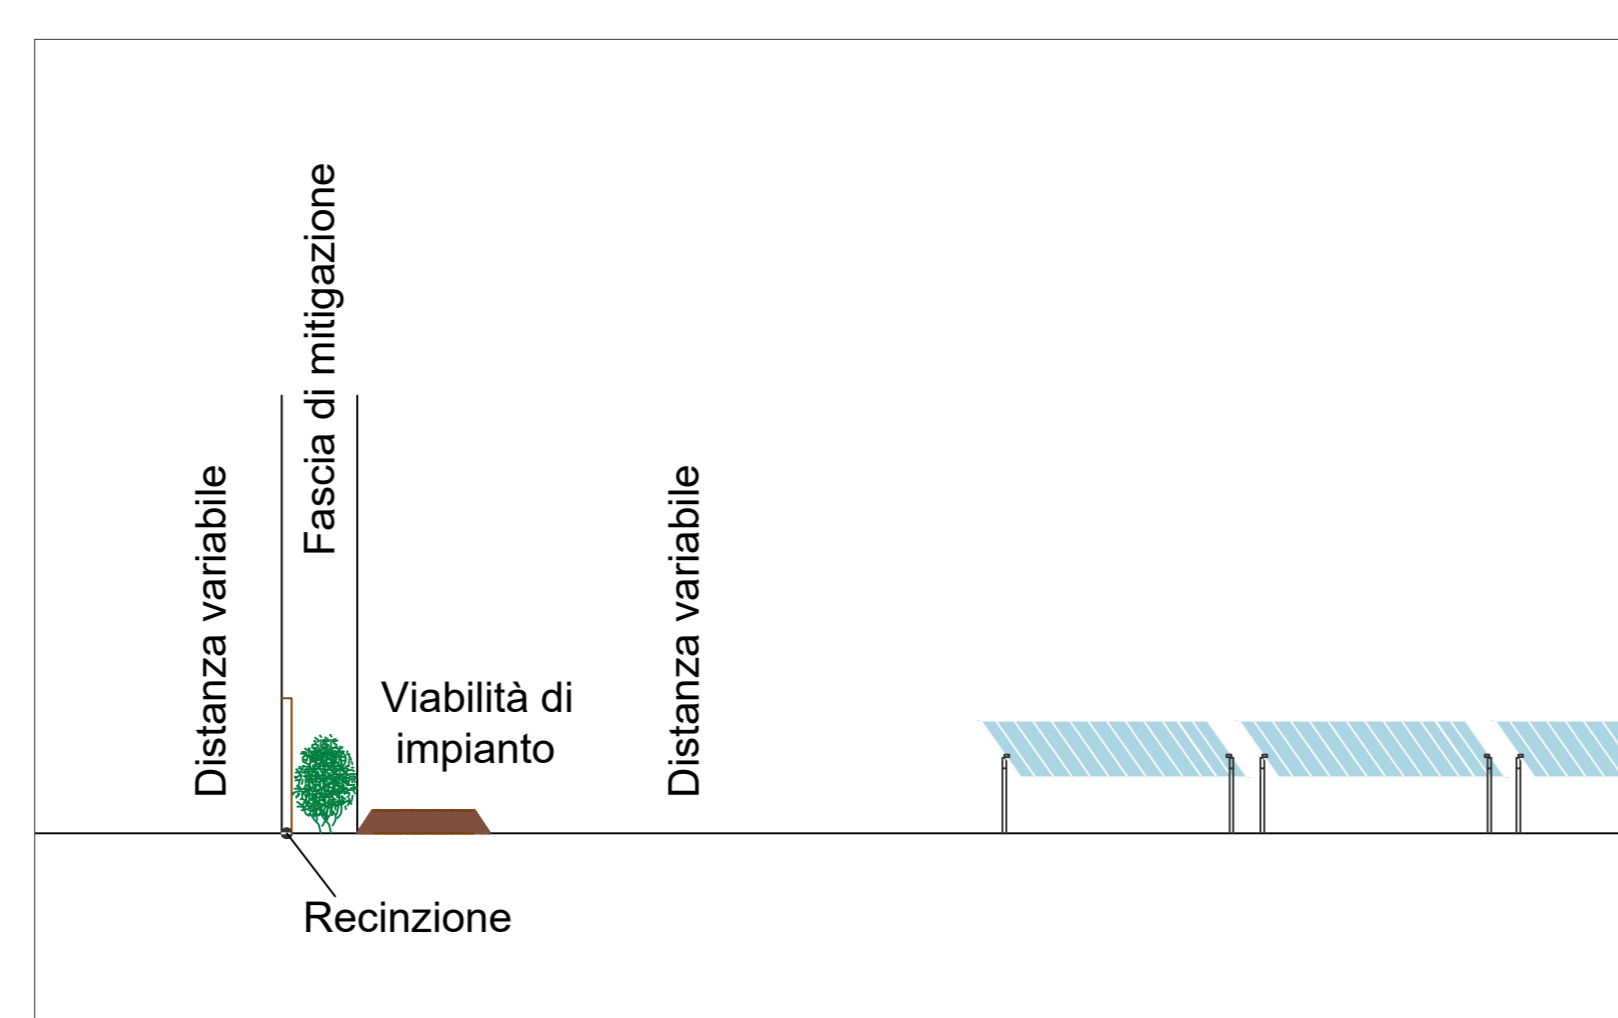 Distanza variabile
Fascia di mitigazione
Viabilità di
impianto
Distanza variabile
Recinzione